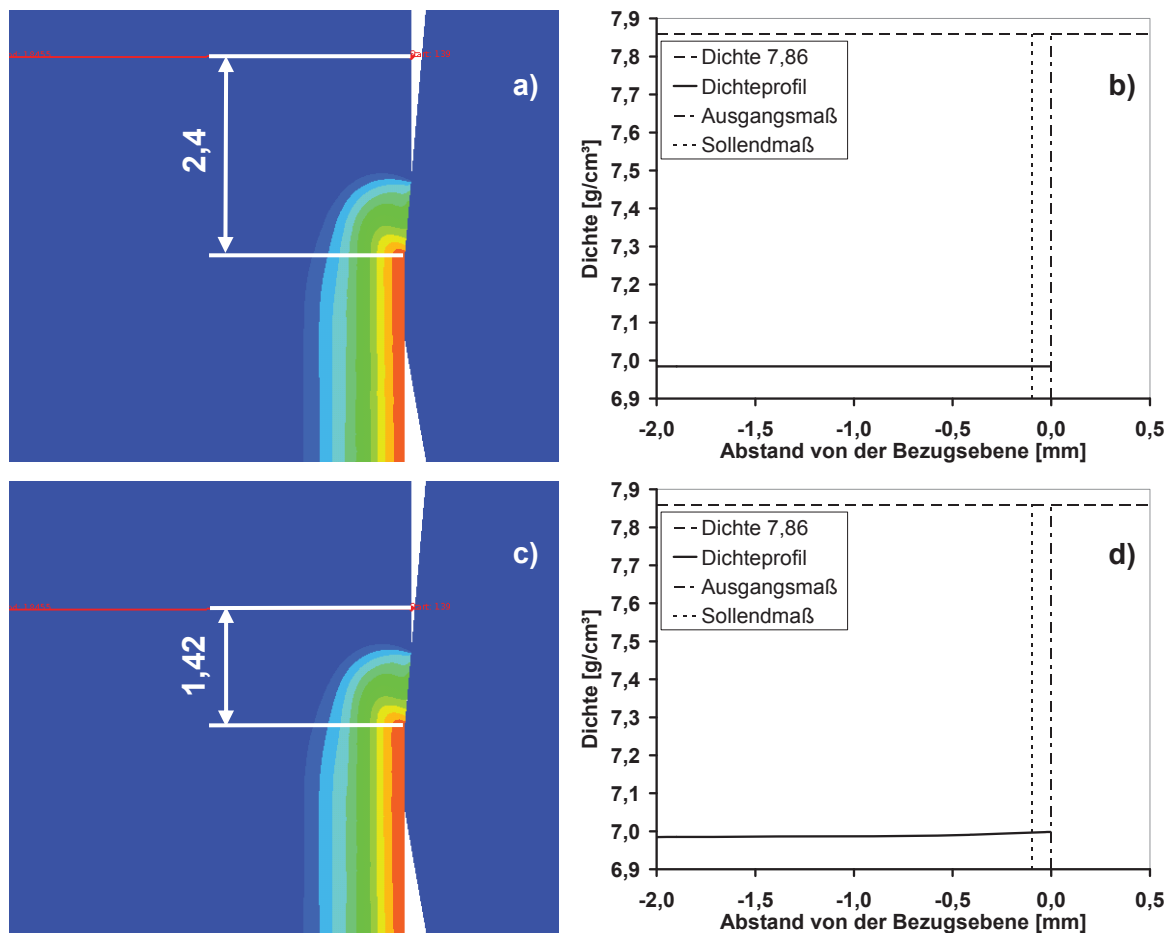 a)
2,4
b)
7,9
7,8
7,7
7,6
7,5
7,4
7,3
7,2
7,1
7,0
6,9
Dichte [g/cm³]
Dichte 7,86
Dichteprofil
Ausgangsmaß
Sollendmaß
-2,0 -1,5 -1,0 -0,5 0,0 0,5
Abstand von der Bezugsebene [mm]
c)
1,42
d)
7,9
7,8
7,7
7,6
7,5
7,4
7,3
7,2
7,1
7,0
6,9
Dichte [g/cm³]
Dichte 7,86
Dichteprofil
Ausgangsmaß
Sollendmaß
-2,0 -1,5 -1,0 -0,5 0,0 0,5
Abstand von der Bezugsebene [mm]